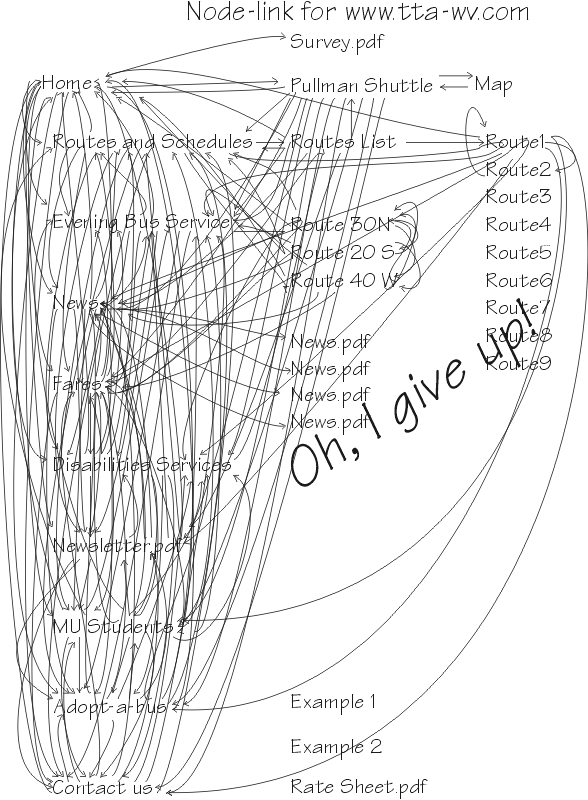 Node-link for www.tta-wv.com
Survey.pdf
Home
Pullman Shuttle
Map
Routes and Schedules
Routes List
Route1
Route2
Route3
Evening Bus Service
Route 30N
Route4
Route 20 S
Route5
Route 40 W
Route6
News
Route7
News.pdf
Route8
News.pdf
Route9
Fares
News.pdf
News.pdf
Oh, I give up!
Disabilities Services
Newsletter.pdf
MU Students
Adopt-a-bus
Example 1
Example 2
Contact us
Rate Sheet.pdf